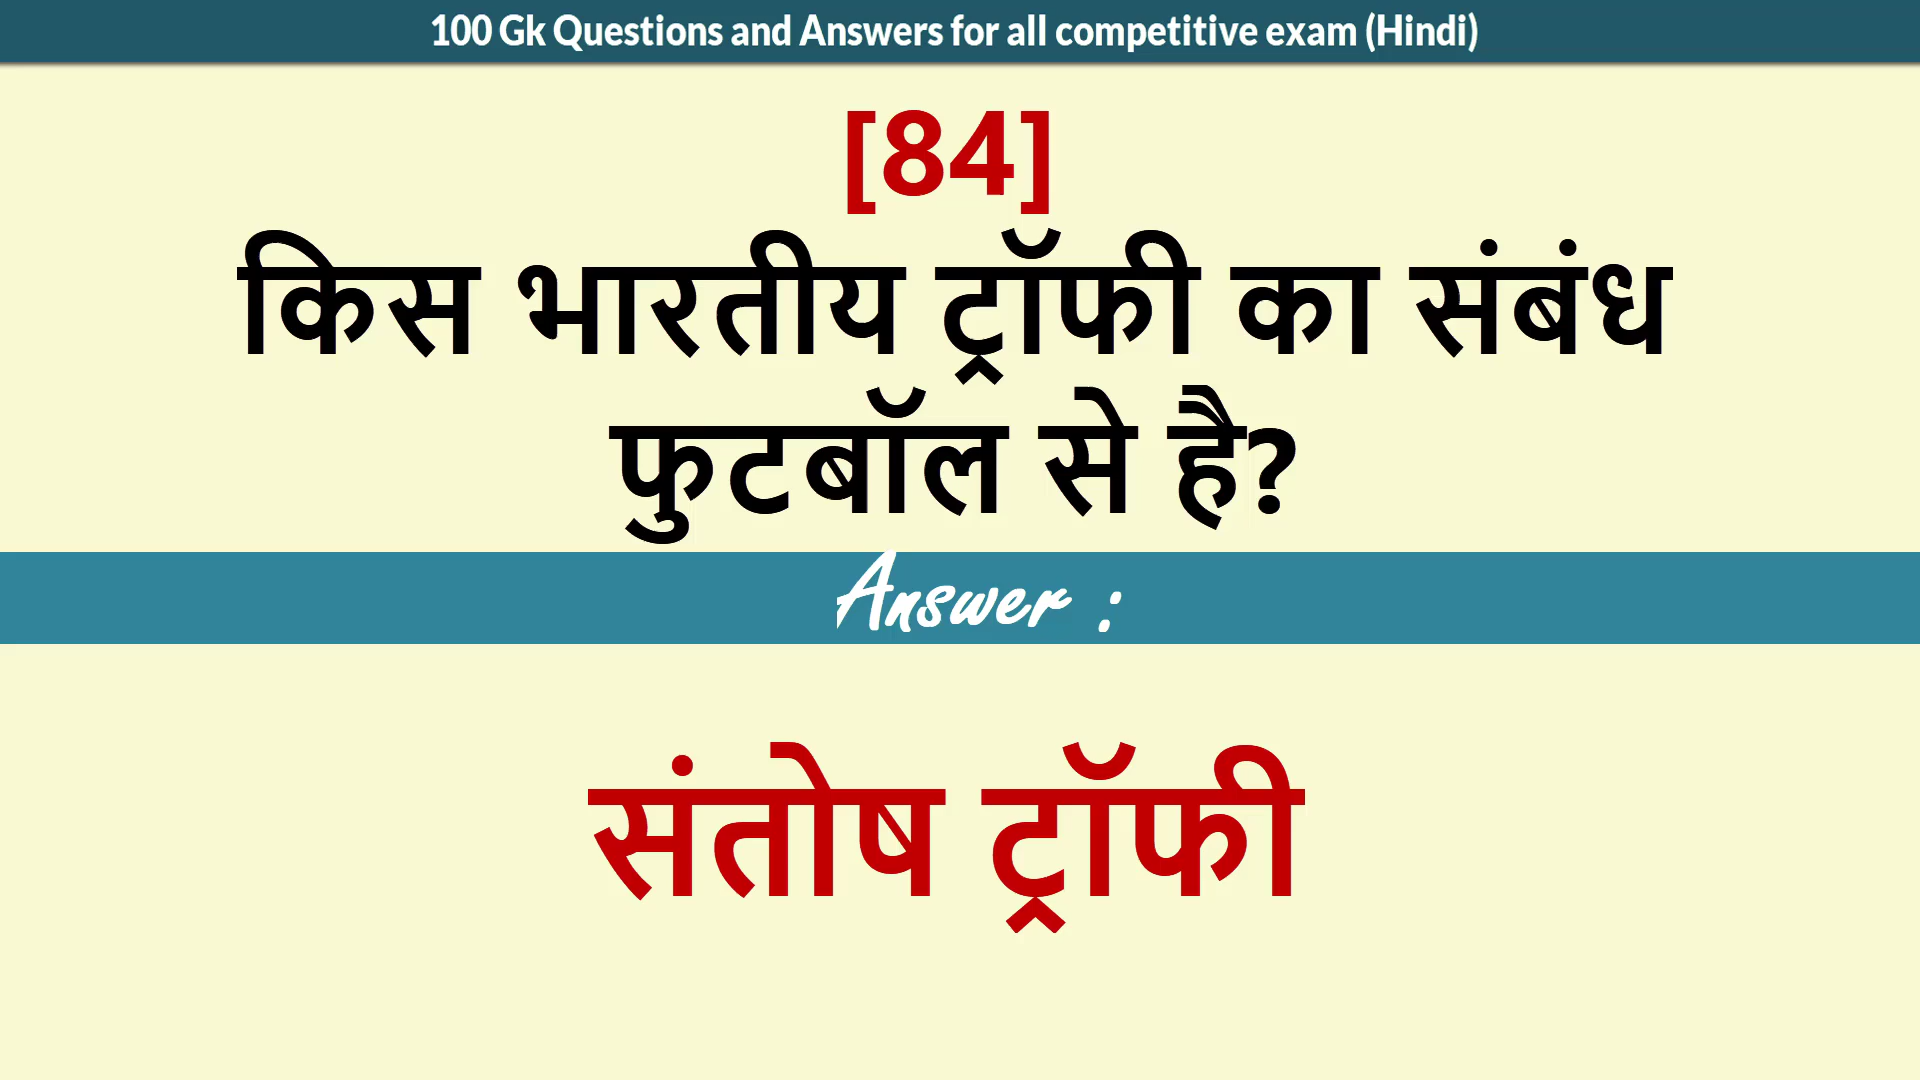 100 Gk Questions and Answers for all competitive exam (Hindi)
[84]
किस भारतीय ट्रॉफी का संबंध
फुटबॉल से है?
Answer :
संतोष ट्रॉफी